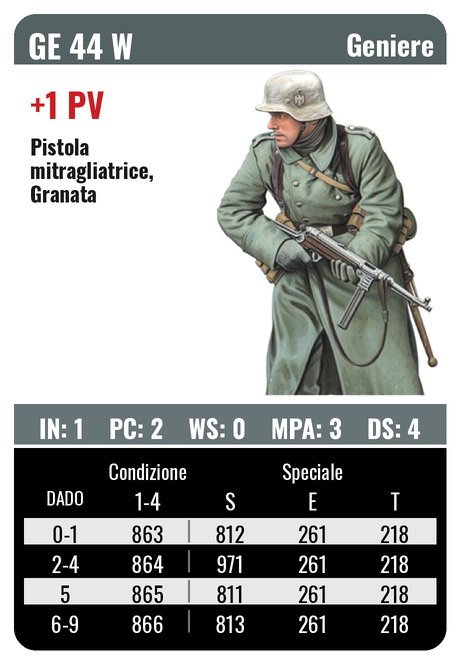 GE 44 W Geniere
+1 PV
Pistola
mitragliatrice,
Granata
IN: 1 PC: 2 WS: 0 MPA: 3 DS: 4
Condizione Speciale
DADO 1-4 S E T
0-1 863 812 261 218
2-4 864 971 261 218
5 865 811 261 218
6-9 866 813 261 218